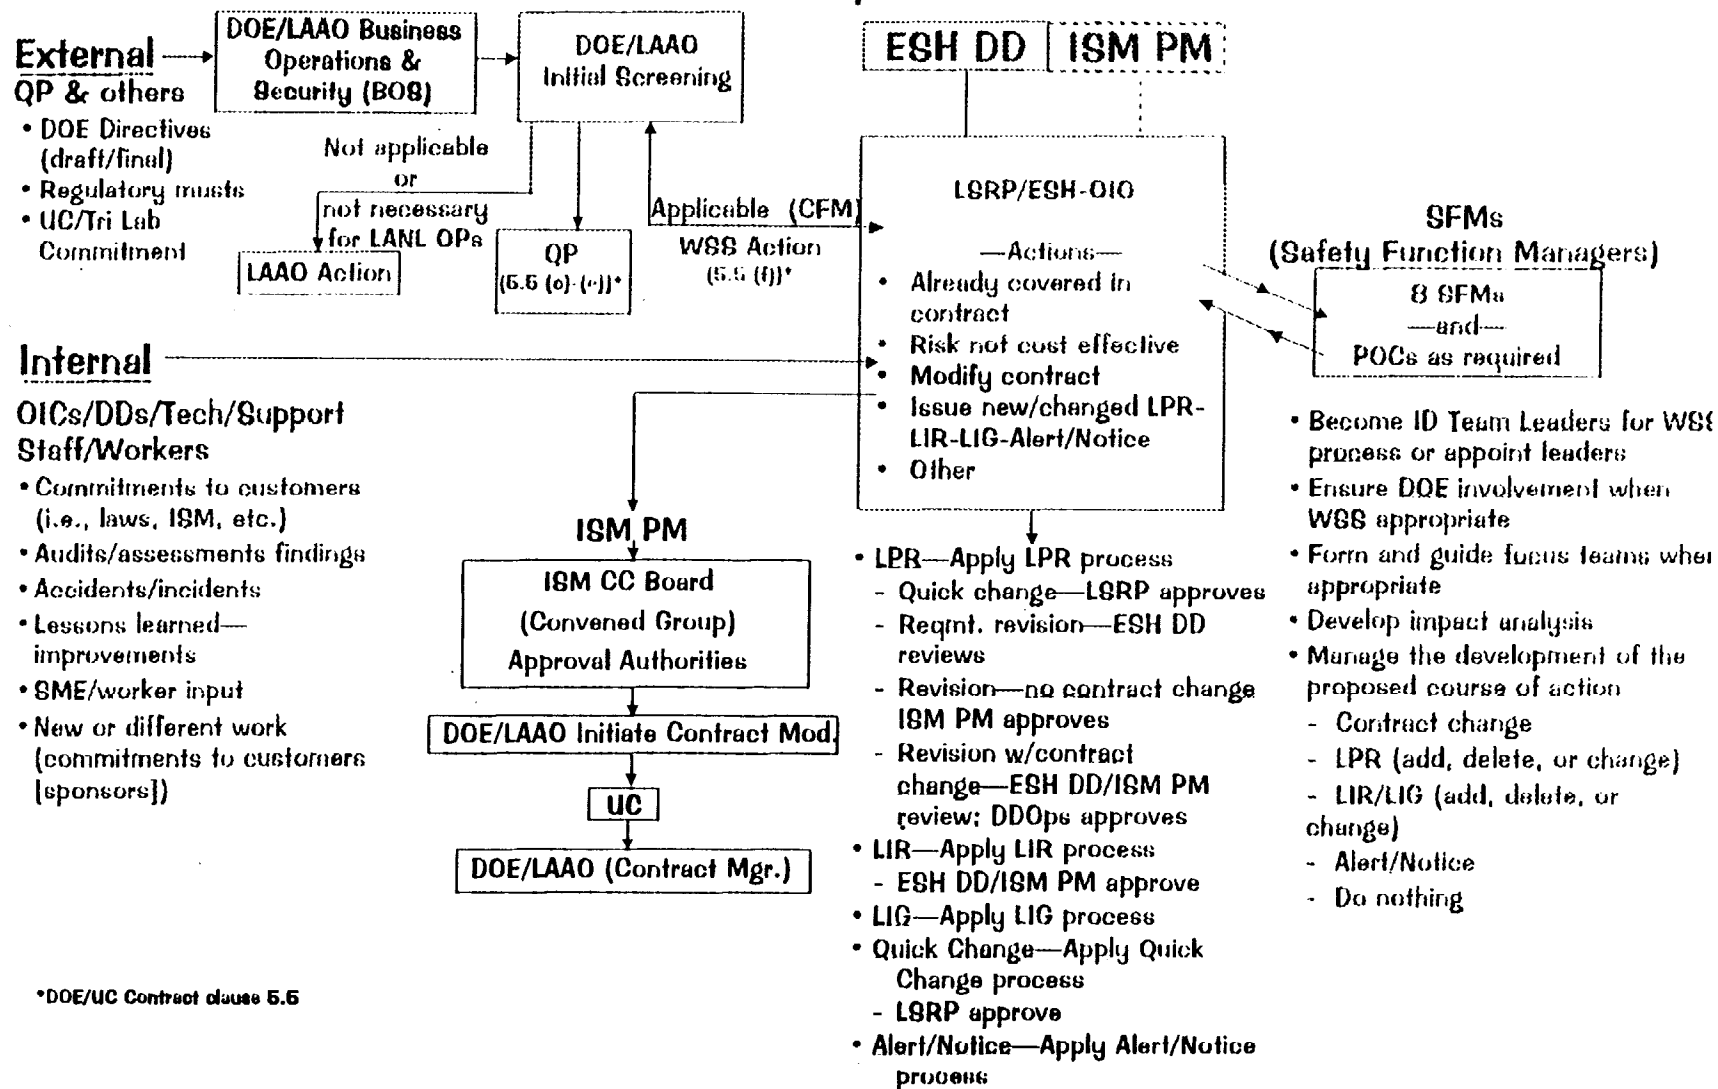 External
QP & others
• DOE Directives
(draft/final)
• Regulatory musts
• UC/Tri Lab
Commitment
DOE/LAAO Business
Operations &
Security (BOS)
DOE/LAAO
Initial Screening
Not applicable
or
not necessary
for LANL OPs
LAAO Action
QP
Applicable (CFM)
WSS Action
(5.5 (f))*
ESH DD
ISM PM
LSRP/ESH-OIO
—Actions—
• Already covered in
contract
• Risk not cost effective
• Modify contract
• Issue new/changed LPR-
LIR-LIG-Alert/Notice
• Other
SFMs
(Safety Function Managers)
8 SFMs
—and—
POCs as required
• Become ID Team Leaders for
process or appoint leaders
• Ensure DOE involvement when
WSS appropriate
• Form and guide focus teams
appropriate
• Develop impact analysis
• Manage the development of the
proposed course of action
- Contract change
- LPR (add, delete, or change)
- LIR/LIG (add, delete, or
change)
- Alert/Notice
- Do nothing
Internal
OICs/DDs/Tech/Support
Staff/Workers
• Commitments to customers
(i.e., laws, ISM, etc.)
• Audits/assessments findings
• Accidents/incidents
• Lessons learned—
improvements
• SME/worker input
• New or different work
(commitments to customers
[sponsors])
ISM PM
ISM CC Board
(Convened Group)
Approval Authorities
DOE/LAAO Initiate Contract Mod.
UC
DOE/LAAO (Contract Mgr.)
• LPR—Apply LPR process
- Quick change—LSRP approves
- Reqmt. revision—ESH DD
reviews
- Revision—no contract change
ISM PM approves
- Revision w/contract
change—ESH DD/ISM PM
review; DDOps approves
• LIR—Apply LIR process
- ESH DD/ISM PM approve
• LIG—Apply LIG process
• Quick Change—Apply Quick
Change process
- LSRP approve
• Alert/Notice—Apply Alert/Notice
process
*DOE/UC Contract clause 5.5